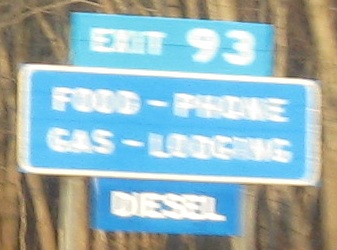 EXIT 93
FOOD - PHONE
GAS - LODGING
DIESEL